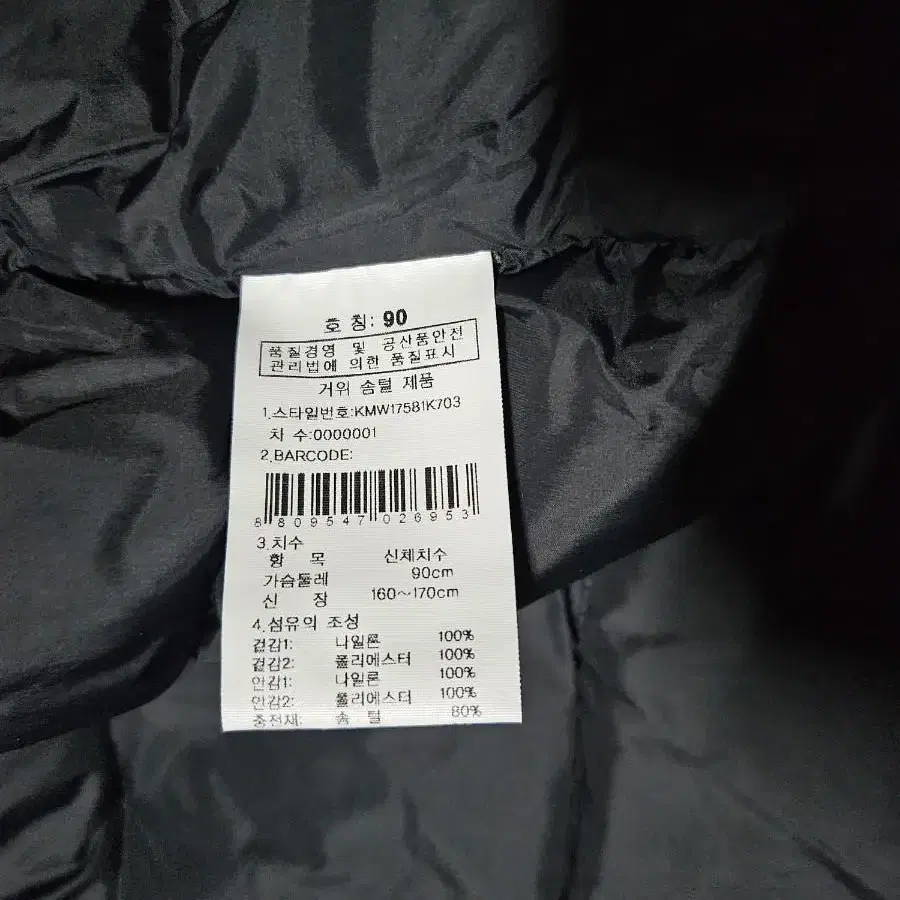 호 칭: 90
품질경영 및 공산품안전
관리법에 의한 품질표시
거위 솜털 제품
1.스타일번호:KMW17581K703
차 수:0000001
2.BARCODE:
8 809547 026953
3.치수
항 목 신체치수
가슴둘레 90cm
신 장 160~170cm
4.섬유의 조성
겉감1: 나일론 100%
겉감2: 폴리에스터 100%
안감1: 나일론 100%
안감2: 폴리에스터 100%
충전재: 솜 털 80%